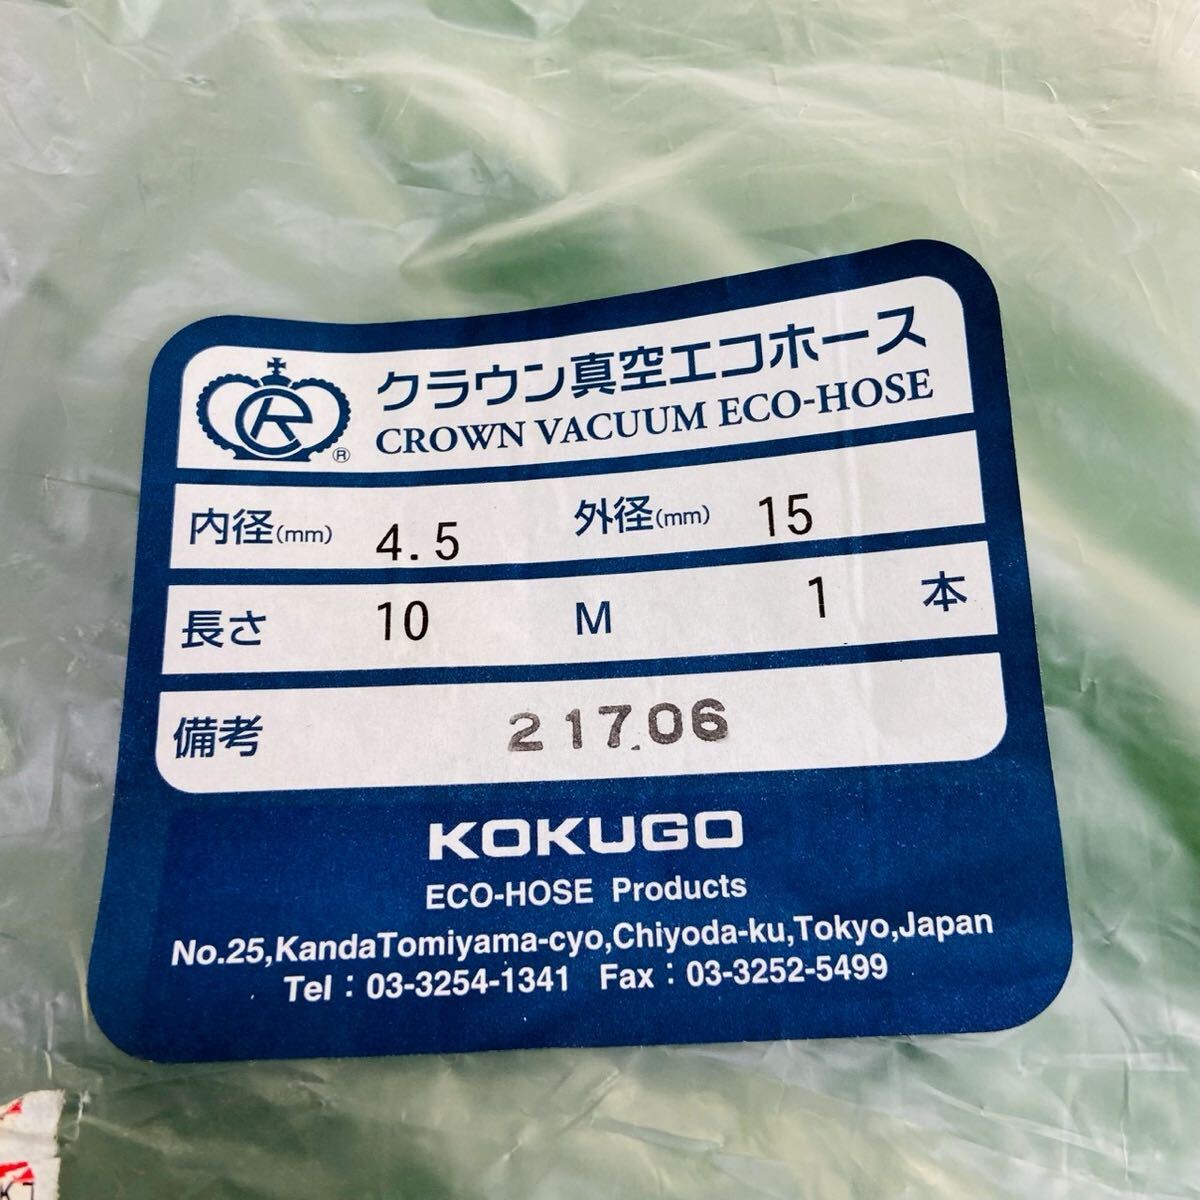 クラウン真空エコホース
CR ® CROWN VACUUM ECO-HOSE
内径(mm) 4.5 外径(mm) 15
長さ 10 M 1 本
備考 217.06
KOKUGO
ECO-HOSE Products
No.25,KandaTomiyama-cyo,Chiyoda-ku,Tokyo,Japan
Tel：03-3254-1341 Fax：03-3252-5499